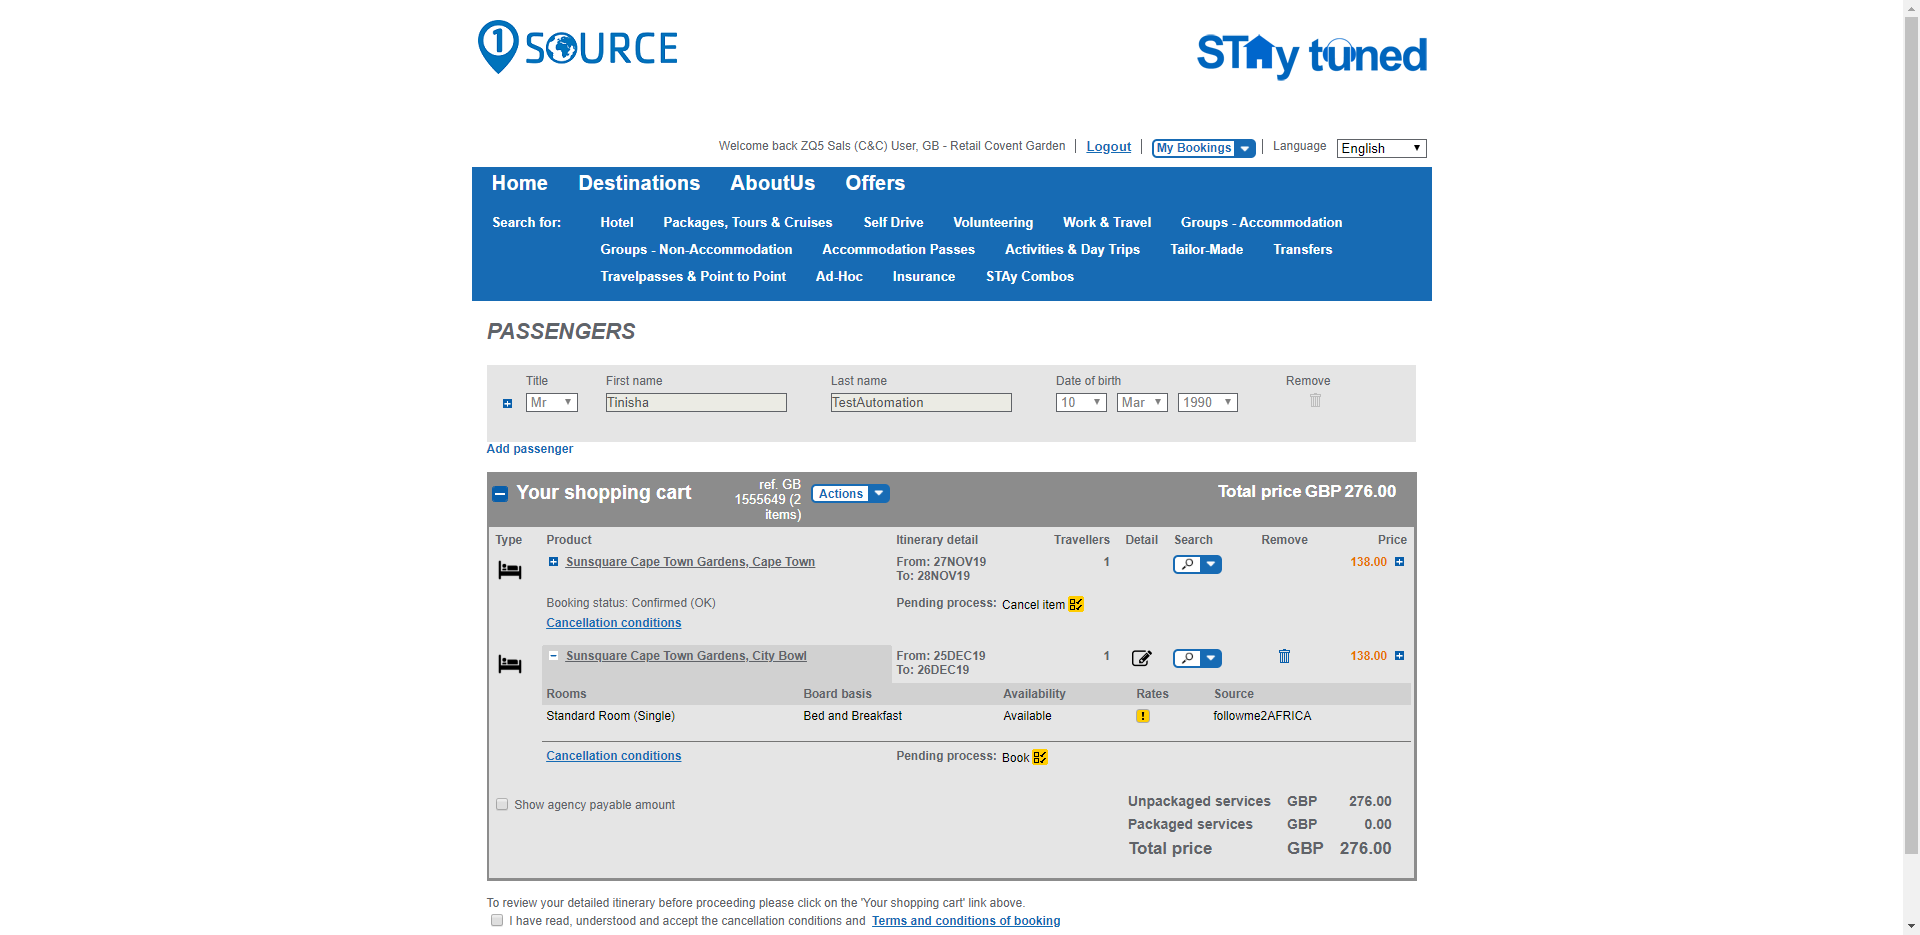 1 SOURCE
STAy tuned
Welcome back ZQ5 Sals (C&C) User, GB - Retail Covent Garden Logout My Bookings Language English
Home Destinations AboutUs Offers
Search for: Hotel Packages, Tours & Cruises Self Drive Volunteering Work & Travel Groups - Accommodation
Groups - Non-Accommodation Accommodation Passes Activities & Day Trips Tailor-Made Transfers
Travelpasses & Point to Point Ad-Hoc Insurance STAy Combos
PASSENGERS
Title First name Last name Date of birth Remove
Mr Tinisha TestAutomation 10 Mar 1990
Add passenger
Your shopping cart ref. GB 1555649 (2 items) Actions Total price GBP 276.00
Type Product Itinerary detail Travellers Detail Search Remove Price
Sunsquare Cape Town Gardens, Cape Town From: 27NOV19 1 138.00
To: 28NOV19
Booking status: Confirmed (OK) Pending process: Cancel item
Cancellation conditions
Sunsquare Cape Town Gardens, City Bowl From: 25DEC19 1 138.00
To: 26DEC19
Rooms Board basis Availability Rates Source
Standard Room (Single) Bed and Breakfast Available followme2AFRICA
Cancellation conditions Pending process: Book
Show agency payable amount
Unpackaged services GBP 276.00
Packaged services GBP 0.00
Total price GBP 276.00
To review your detailed itinerary before proceeding please click on the 'Your shopping cart' link above.
I have read, understood and accept the cancellation conditions and Terms and conditions of booking